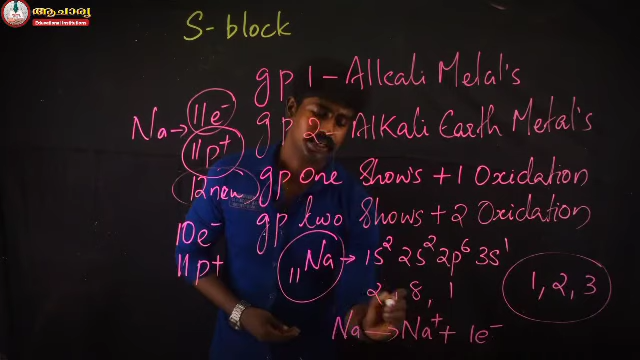 ആചാര്യ
Educational Institutions
S-block
gp 1 - Alkali Metal's
gp 2 - Alkali Earth Metal's
gp one Shows +1 Oxidation
gp two Shows +2 Oxidation
Na → 11e⁻
11p⁺
12neu
10e⁻
11p⁺
₁₁Na → 1s² 2s² 2p⁶ 3s¹
2, 8, 1
1, 2, 3
Na → Na⁺ + 1e⁻